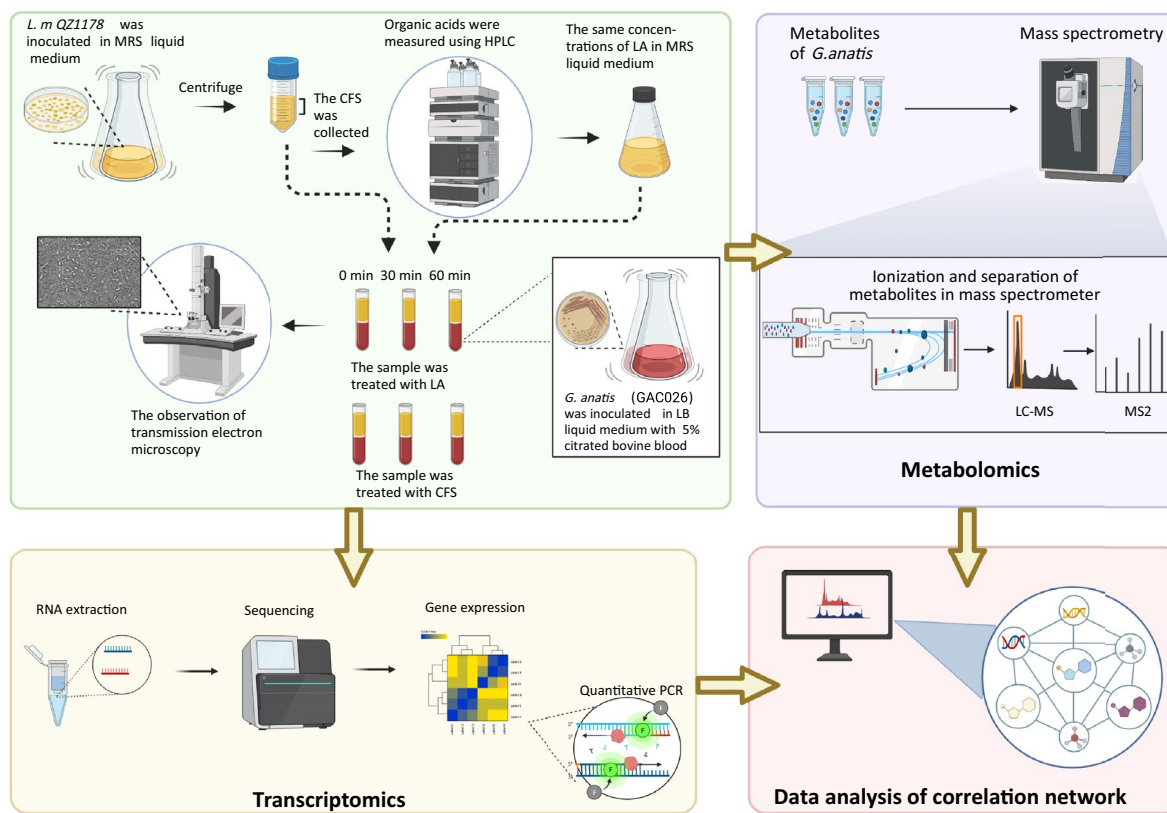 L. m QZ1178 was
inoculated in MRS liquid
medium
Centrifuge
The CFS
was
collected
Organic acids were
measured using HPLC
The same concen-
trations of LA in MRS
liquid medium
0 min 30 min 60 min
The sample was
treated with LA
The sample was
treated with CFS
The observation of
transmission electron
microscopy
G. anatis (GAC026)
was inoculated in LB
liquid medium with 5%
citrated bovine blood
Metabolites
of G.anatis
Mass spectrometry
Ionization and separation of
metabolites in mass spectrometer
LC-MS
MS2
Metabolomics
RNA extraction
Sequencing
Gene expression
Quantitative PCR
F
F
F
F
Transcriptomics
Data analysis of correlation network